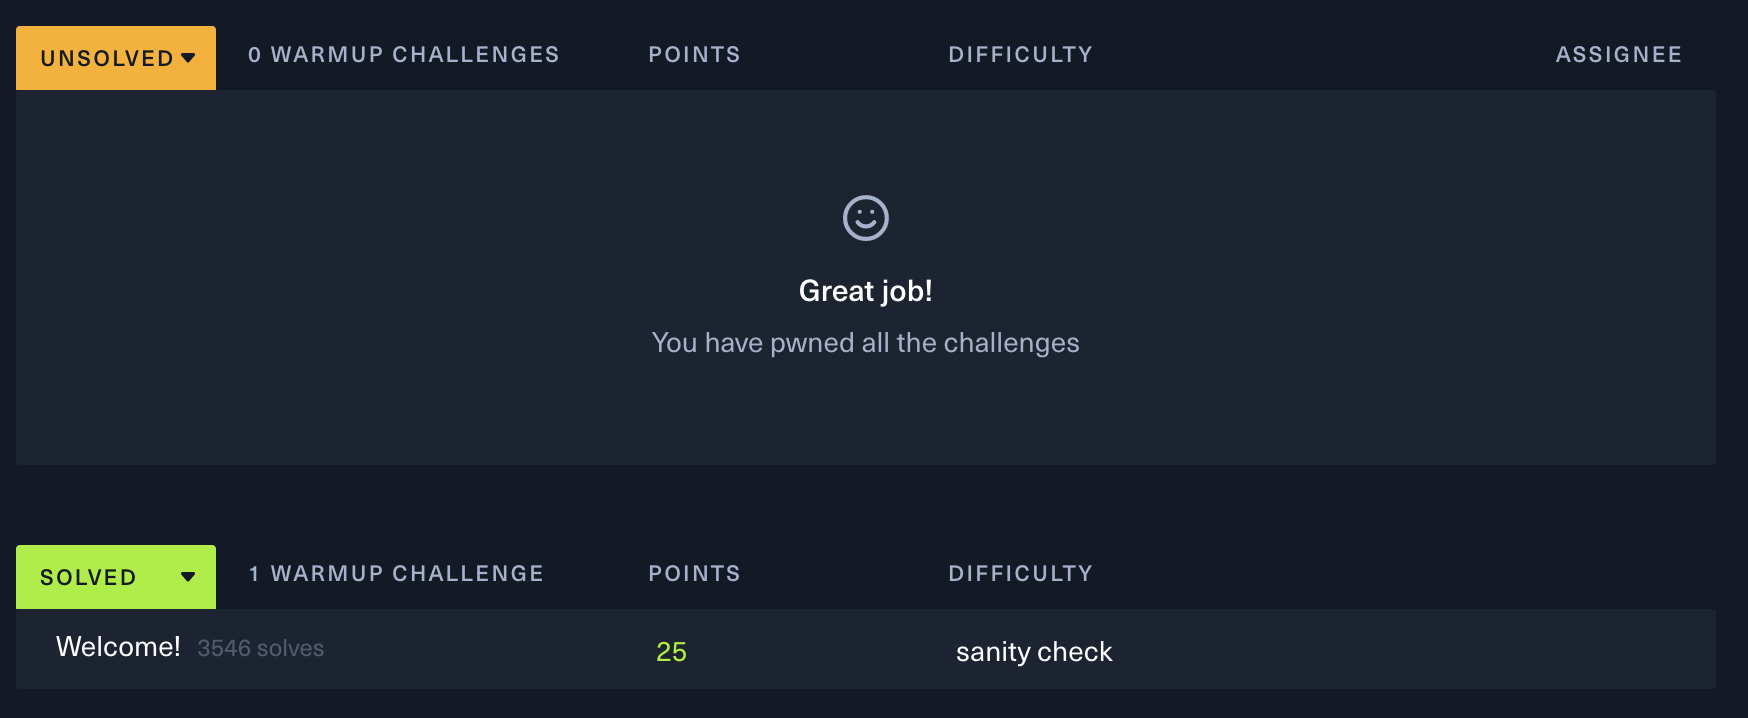 UNSOLVED 0 WARMUP CHALLENGES POINTS DIFFICULTY ASSIGNEE
Great job!
You have pwned all the challenges
SOLVED 1 WARMUP CHALLENGE POINTS DIFFICULTY
Welcome! 3546 solves 25 sanity check